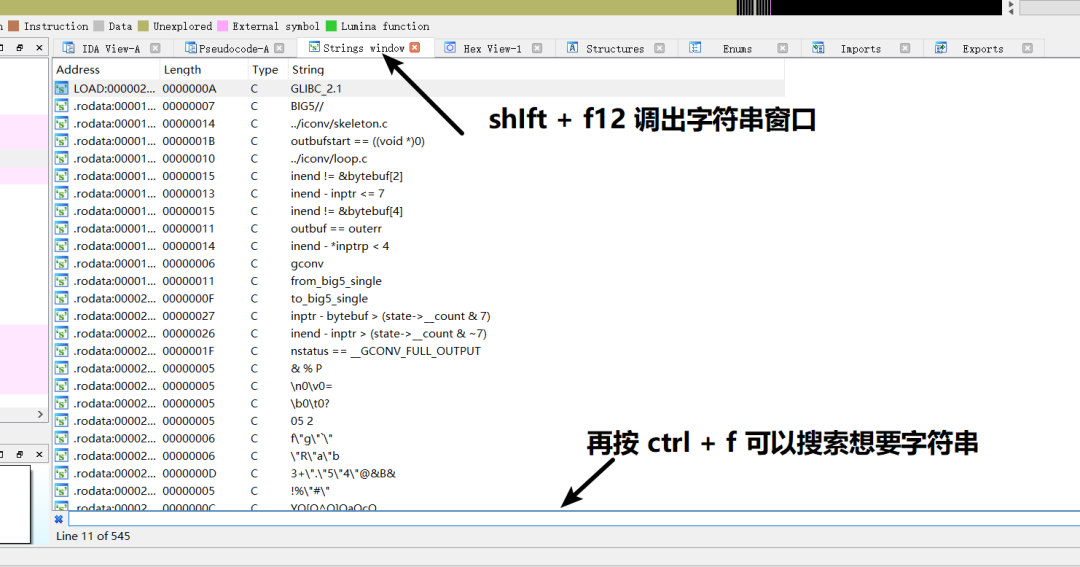 Instruction Data Unexplored External symbol Lumina function
IDA View-A Pseudocode-A Strings window Hex View-1 Structures Enums Imports Exports
Address Length Type String
LOAD:000002... 0000000A C GLIBC_2.1
.rodata:00001... 00000007 C BIG5//
.rodata:00001... 00000014 C ../iconv/skeleton.c
.rodata:00001... 0000001B C outbufstart == ((void *)0)
.rodata:00001... 00000010 C ../iconv/loop.c
.rodata:00001... 00000015 C inend != &bytebuf[2]
.rodata:00001... 00000013 C inend - inptr <= 7
.rodata:00001... 00000015 C inend != &bytebuf[4]
.rodata:00001... 00000011 C outbuf == outerr
.rodata:00001... 00000014 C inend - *inptrp < 4
.rodata:00001... 00000006 C gconv
.rodata:00001... 00000011 C from_big5_single
.rodata:00002... 0000000F C to_big5_single
.rodata:00002... 00000027 C inptr - bytebuf > (state->__count & 7)
.rodata:00002... 00000026 C inend - inptr > (state->__count & ~7)
.rodata:00002... 0000001F C nstatus == __GCONV_FULL_OUTPUT
.rodata:00002... 00000005 C & % P
.rodata:00002... 00000005 C \n0\v0=
.rodata:00002... 00000005 C \b0\t0?
.rodata:00002... 00000005 C 05 2
.rodata:00002... 00000006 C f\"g\"`\"
.rodata:00002... 00000006 C \"R\"a\"b
.rodata:00002... 0000000D C 3+\".\"5\"4\"@&B&
.rodata:00002... 00000005 C !%\"#\"
.rodata:00002... 0000000C C
shIft + f12 调出字符串窗口
再按 ctrl + f 可以搜索想要字符串
Line 11 of 545